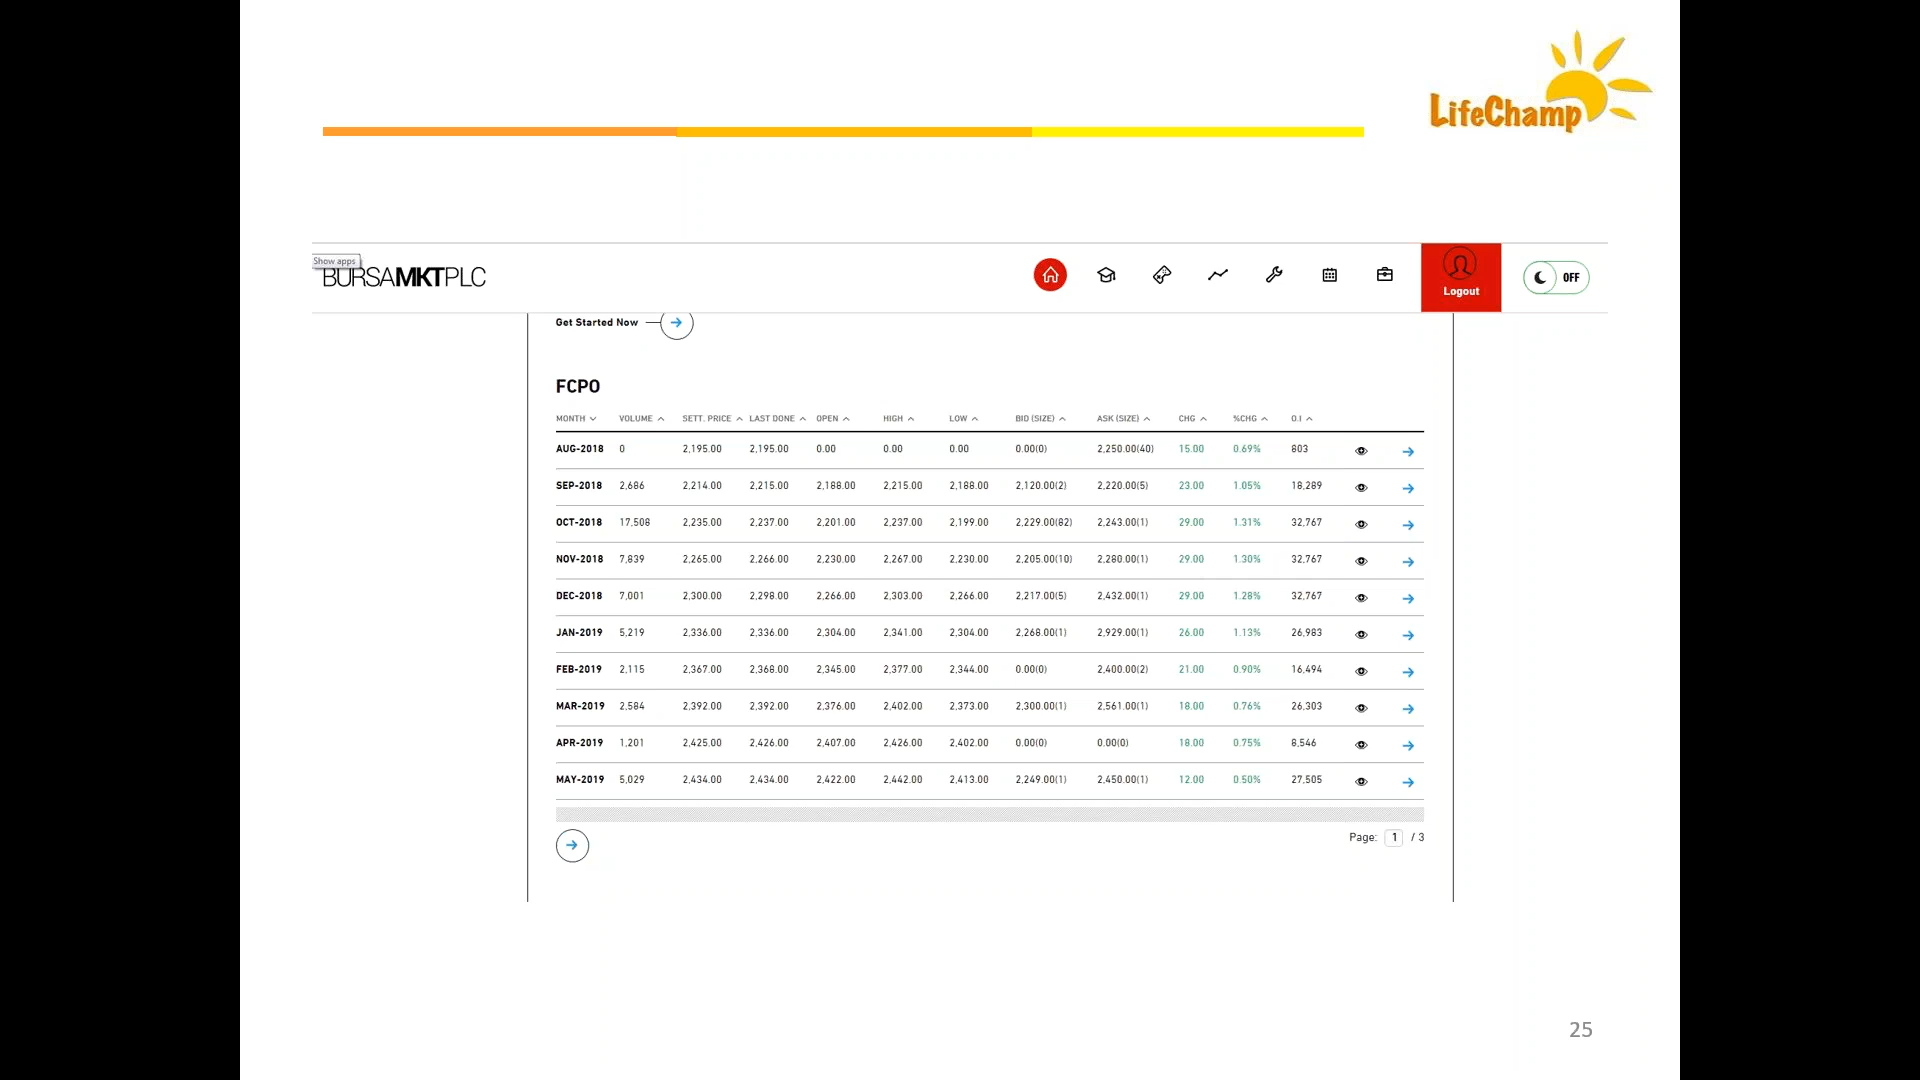 LifeChamp
Show apps
BURSAMKTPLC
Logout
OFF
Get Started Now
FCPO
MONTH VOLUME SETT. PRICE LAST DONE OPEN HIGH LOW BID (SIZE) ASK (SIZE) CHG %CHG O.I
AUG-2018 0 2,195.00 2,195.00 0.00 0.00 0.00 0.00(0) 2,250.00(40) 15.00 0.69% 803
SEP-2018 2,686 2,214.00 2,215.00 2,188.00 2,215.00 2,188.00 2,120.00(2) 2,220.00(5) 23.00 1.05% 18,289
OCT-2018 17,508 2,235.00 2,237.00 2,201.00 2,237.00 2,199.00 2,229.00(82) 2,243.00(1) 29.00 1.31% 32,767
NOV-2018 7,839 2,265.00 2,266.00 2,230.00 2,267.00 2,230.00 2,205.00(10) 2,280.00(1) 29.00 1.30% 32,767
DEC-2018 7,001 2,300.00 2,298.00 2,266.00 2,303.00 2,266.00 2,217.00(5) 2,432.00(1) 29.00 1.28% 32,767
JAN-2019 5,219 2,336.00 2,336.00 2,304.00 2,341.00 2,304.00 2,268.00(1) 2,929.00(1) 26.00 1.13% 26,983
FEB-2019 2,115 2,367.00 2,368.00 2,345.00 2,377.00 2,344.00 0.00(0) 2,400.00(2) 21.00 0.90% 16,494
MAR-2019 2,584 2,392.00 2,392.00 2,376.00 2,402.00 2,373.00 2,300.00(1) 2,561.00(1) 18.00 0.76% 26,303
APR-2019 1,201 2,425.00 2,426.00 2,407.00 2,426.00 2,402.00 0.00(0) 0.00(0) 18.00 0.75% 8,546
MAY-2019 5,029 2,434.00 2,434.00 2,422.00 2,442.00 2,413.00 2,249.00(1) 2,450.00(1) 12.00 0.50% 27,505
Page: 1 / 3
25